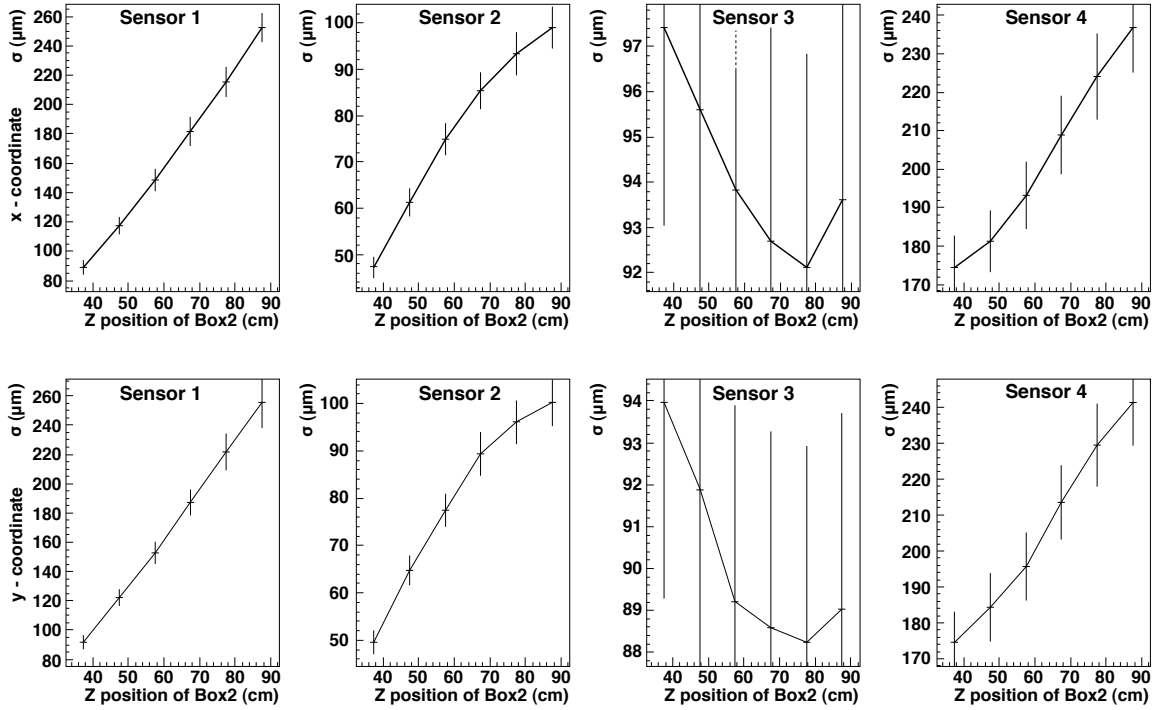 Sensor 1
σ (µm)
x - coordinate
260
240
220
200
180
160
140
120
100
80
40 50 60 70 80 90
Z position of Box2 (cm)
Sensor 2
σ (µm)
100
90
80
70
60
50
40 50 60 70 80 90
Z position of Box2 (cm)
Sensor 3
σ (µm)
97
96
95
94
93
92
40 50 60 70 80 90
Z position of Box2 (cm)
Sensor 4
σ (µm)
240
230
220
210
200
190
180
170
40 50 60 70 80 90
Z position of Box2 (cm)
Sensor 1
σ (µm)
y - coordinate
260
240
220
200
180
160
140
120
100
80
40 50 60 70 80 90
Z position of Box2 (cm)
Sensor 2
σ (µm)
100
90
80
70
60
50
40 50 60 70 80 90
Z position of Box2 (cm)
Sensor 3
σ (µm)
94
93
92
91
90
89
88
40 50 60 70 80 90
Z position of Box2 (cm)
Sensor 4
σ (µm)
240
230
220
210
200
190
180
170
40 50 60 70 80 90
Z position of Box2 (cm)